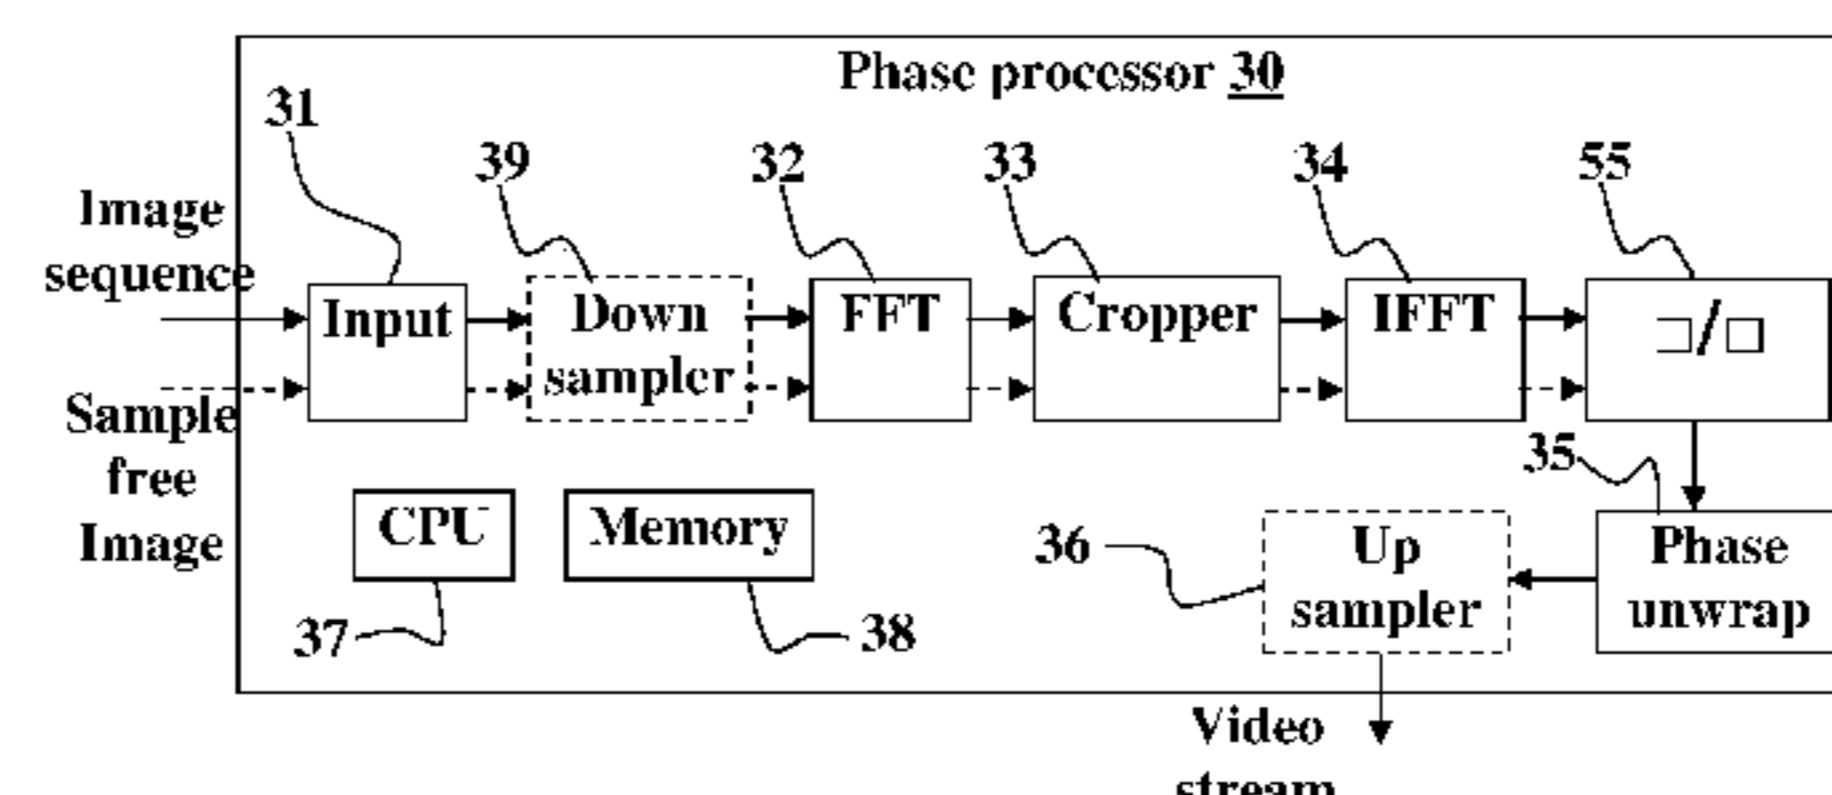 Phase processor 30
31
39
32
33
34
55
Image
sequence
Input
Down
sampler
FFT
Cropper
IFFT
□/□
Sample
free
Image
CPU
Memory
37
38
36
Up
sampler
35
Phase
unwrap
Video
stream